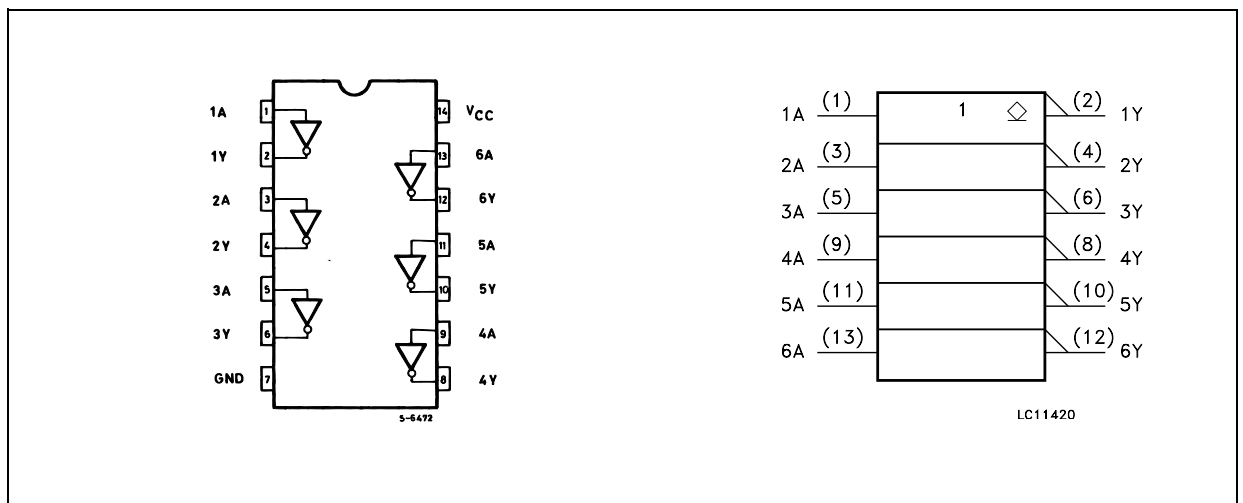 1A 1 14 VCC
1Y 2 13 6A
2A 3 12 6Y
2Y 4 11 5A
3A 5 10 5Y
3Y 6 9 4A
GND 7 8 4Y
S-6472
1A (1) 1 (2) 1Y
2A (3) (4) 2Y
3A (5) (6) 3Y
4A (9) (8) 4Y
5A (11) (10) 5Y
6A (13) (12) 6Y
LC11420